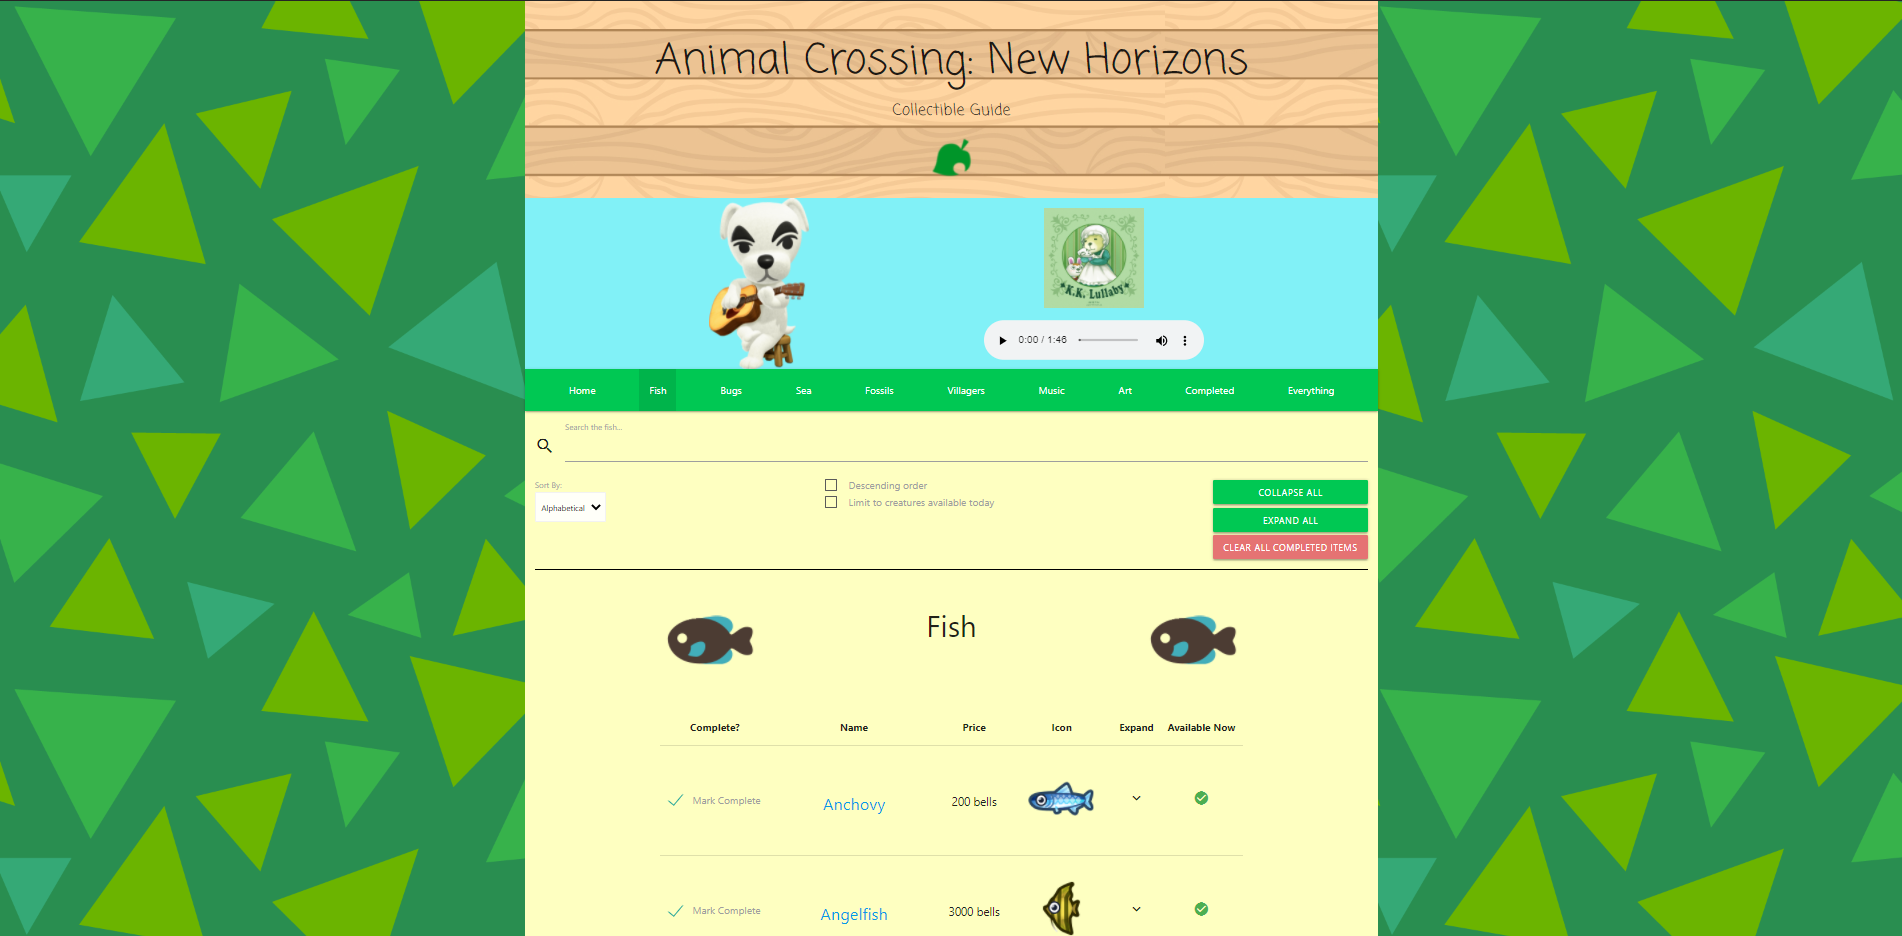 Animal Crossing: New Horizons
Collectible Guide
K.K. Lullaby
0:00 / 1:46
Home Fish Bugs Sea Fossils Villagers Music Art Completed Everything
Search the fish...
Sort By:
Alphabetical
Descending order
Limit to creatures available today
COLLAPSE ALL
EXPAND ALL
CLEAR ALL COMPLETED ITEMS
Fish
Complete? Name Price Icon Expand Available Now
Mark Complete Anchovy 200 bells
Mark Complete Angelfish 3000 bells